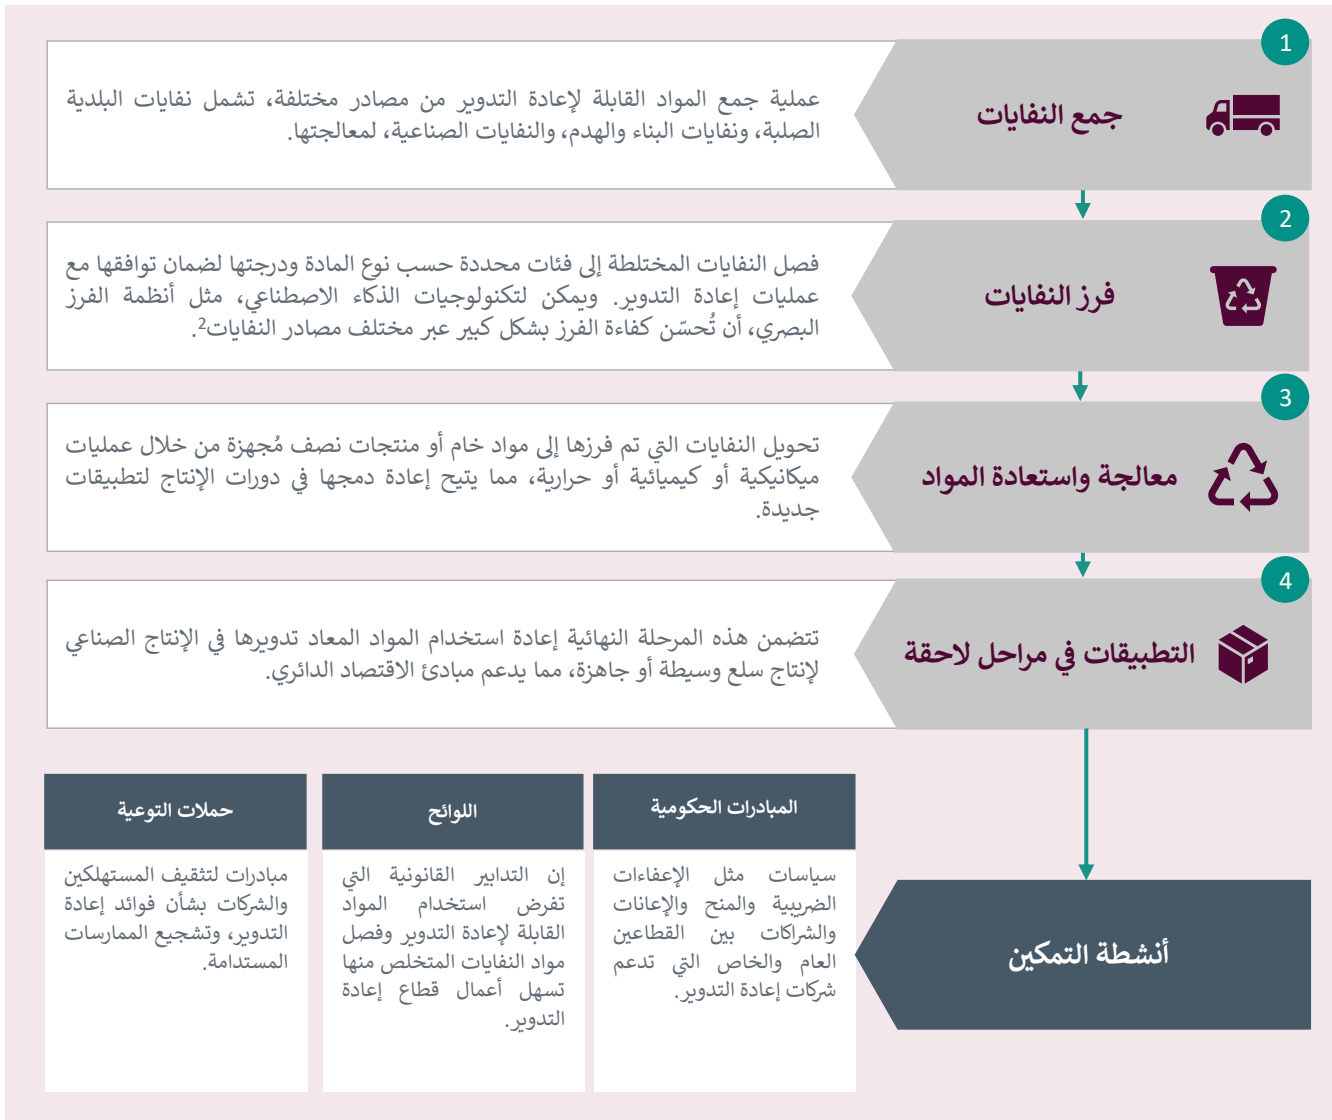 1
جمع النفايات
عملية جمع المواد القابلة لإعادة التدوير من مصادر مختلفة، تشمل نفايات البلدية
الصلبة، ونفايات البناء والهدم، والنفايات الصناعية، لمعالجتها.
2
فرز النفايات
فصل النفايات المختلطة إلى فئات محددة حسب نوع المادة ودرجتها لضمان توافقها مع
عمليات إعادة التدوير. ويمكن لتكنولوجيات الذكاء الاصطناعي، مثل أنظمة الفرز
البصري، أن تُحسّن كفاءة الفرز بشكل كبير عبر مختلف مصادر النفايات².
3
معالجة واستعادة المواد
تحويل النفايات التي تم فرزها إلى مواد خام أو منتجات نصف مُجهزة من خلال عمليات
ميكانيكية أو كيميائية أو حرارية، مما يتيح إعادة دمجها في دورات الإنتاج لتطبيقات
جديدة.
4
التطبيقات في مراحل لاحقة
تتضمن هذه المرحلة النهائية إعادة استخدام المواد المعاد تدويرها في الإنتاج الصناعي
لإنتاج سلع وسيطة أو جاهزة، مما يدعم مبادئ الاقتصاد الدائري.
أنشطة التمكين
المبادرات الحكومية
سياسات مثل الإعفاءات
الضريبية والمنح والإعانات
والشراكات بين القطاعين
العام والخاص التي تدعم
شركات إعادة التدوير.
اللوائح
إن التدابير القانونية التي
تفرض استخدام المواد
القابلة لإعادة التدوير وفصل
مواد النفايات المتخلص منها
تسهل أعمال قطاع إعادة
التدوير.
حملات التوعية
مبادرات لتثقيف المستهلكين
والشركات بشأن فوائد إعادة
التدوير، وتشجيع الممارسات
المستدامة.